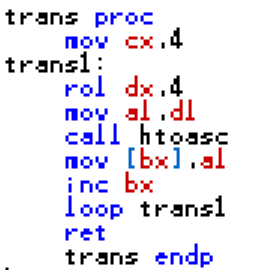 trans proc
mov cx,4
trans1:
rol dx,4
mov al,dl
call htoasc
mov [bx],al
inc bx
loop trans1
ret
trans endp